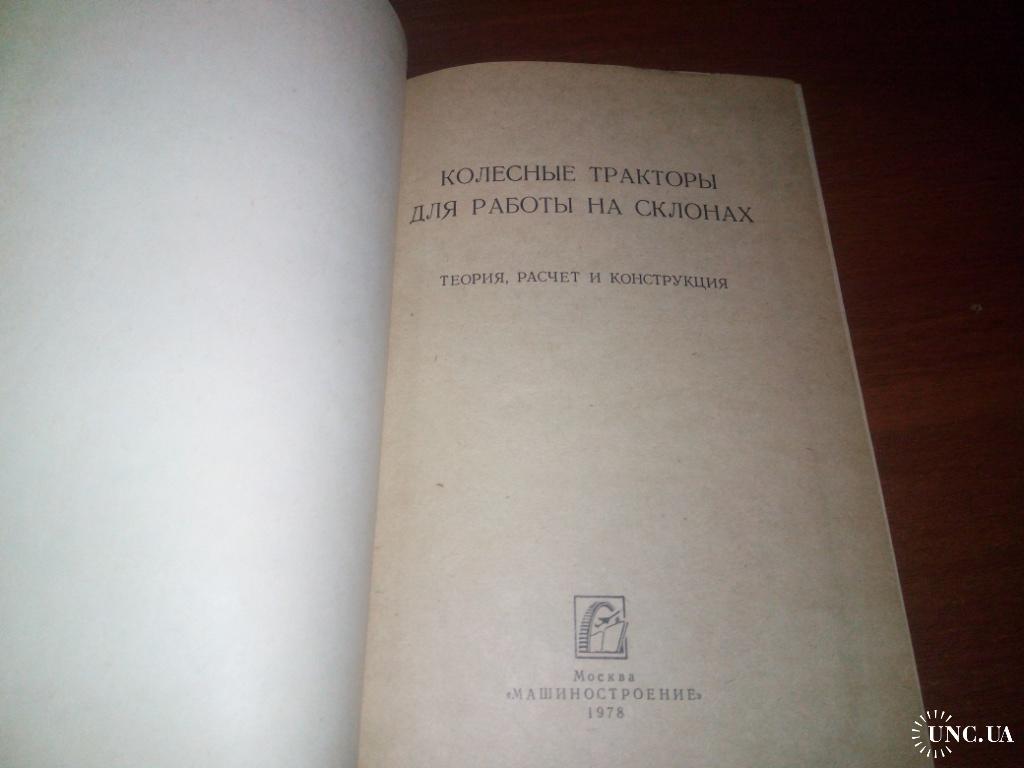 КОЛЕСНЫЕ ТРАКТОРЫ
ДЛЯ РАБОТЫ НА СКЛОНАХ
ТЕОРИЯ, РАСЧЕТ И КОНСТРУКЦИЯ
Москва
«МАШИНОСТРОЕНИЕ»
1978
UNC.UA